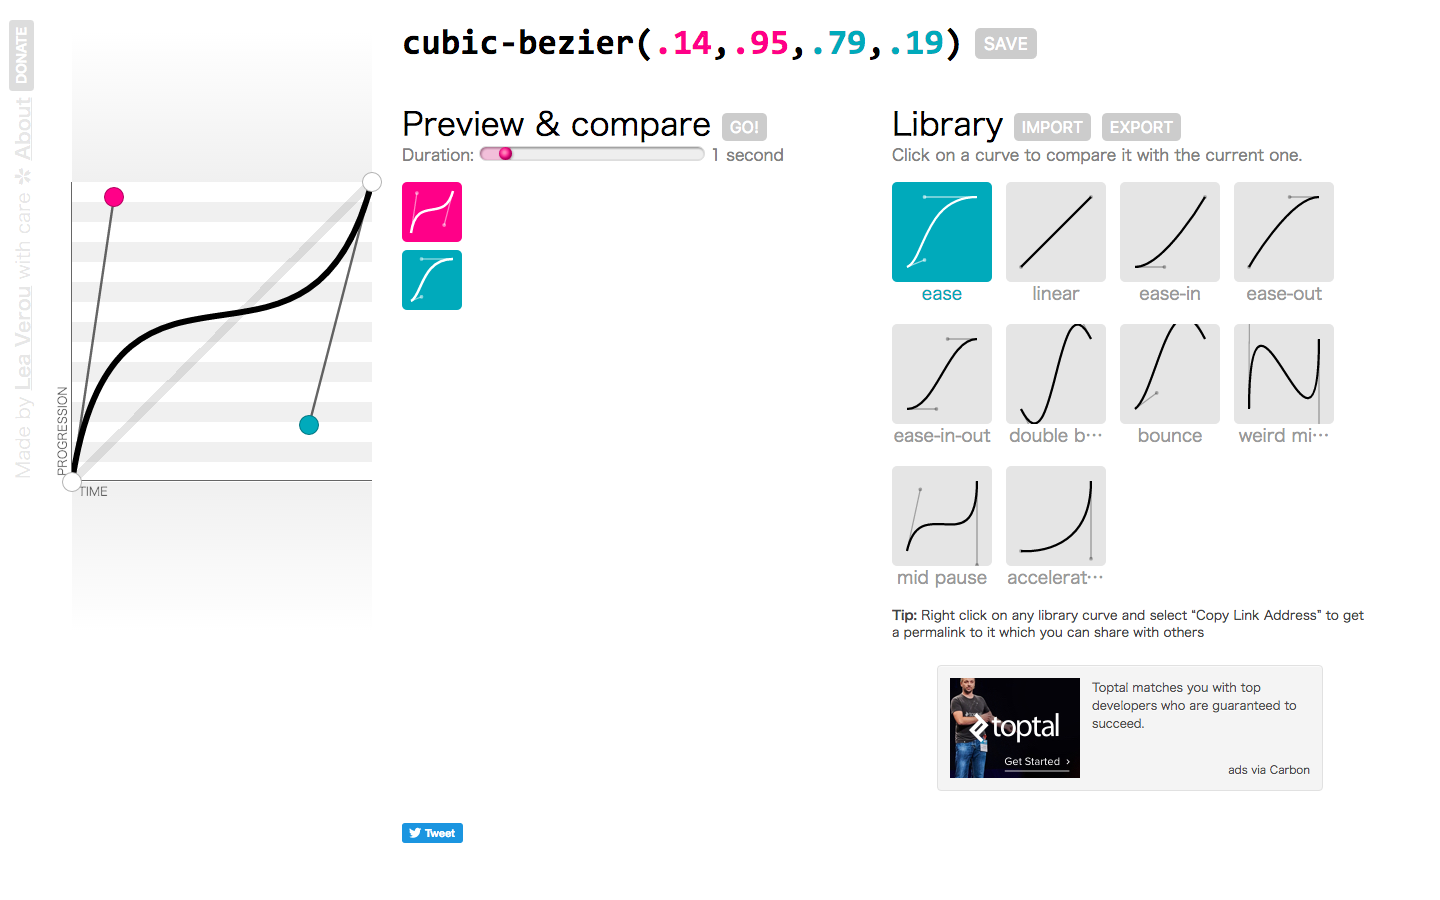 cubic-bezier(.14,.95,.79,.19) SAVE
Made by Lea Verou with care ✲ About DONATE
PROGRESSION
TIME
Preview & compare GO!
Duration: 1 second
Library IMPORT EXPORT
Click on a curve to compare it with the current one.
ease linear ease-in ease-out
ease-in-out double b… bounce weird mi…
mid pause accelerat…
Tip: Right click on any library curve and select “Copy Link Address” to get
a permalink to it which you can share with others
toptal
Get Started ›
Toptal matches you with top
developers who are guaranteed to
succeed.
ads via Carbon
Tweet